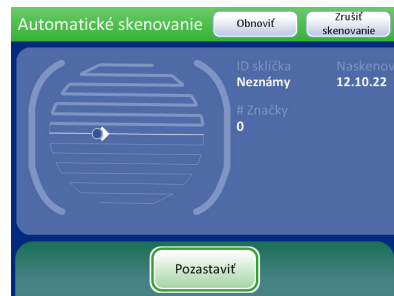 Automatické skenovanie
Obnoviť
Zrušiť
skenovanie
ID sklíčka
Neznámy
Naskenov
12.10.22
# Značky
0
Pozastaviť